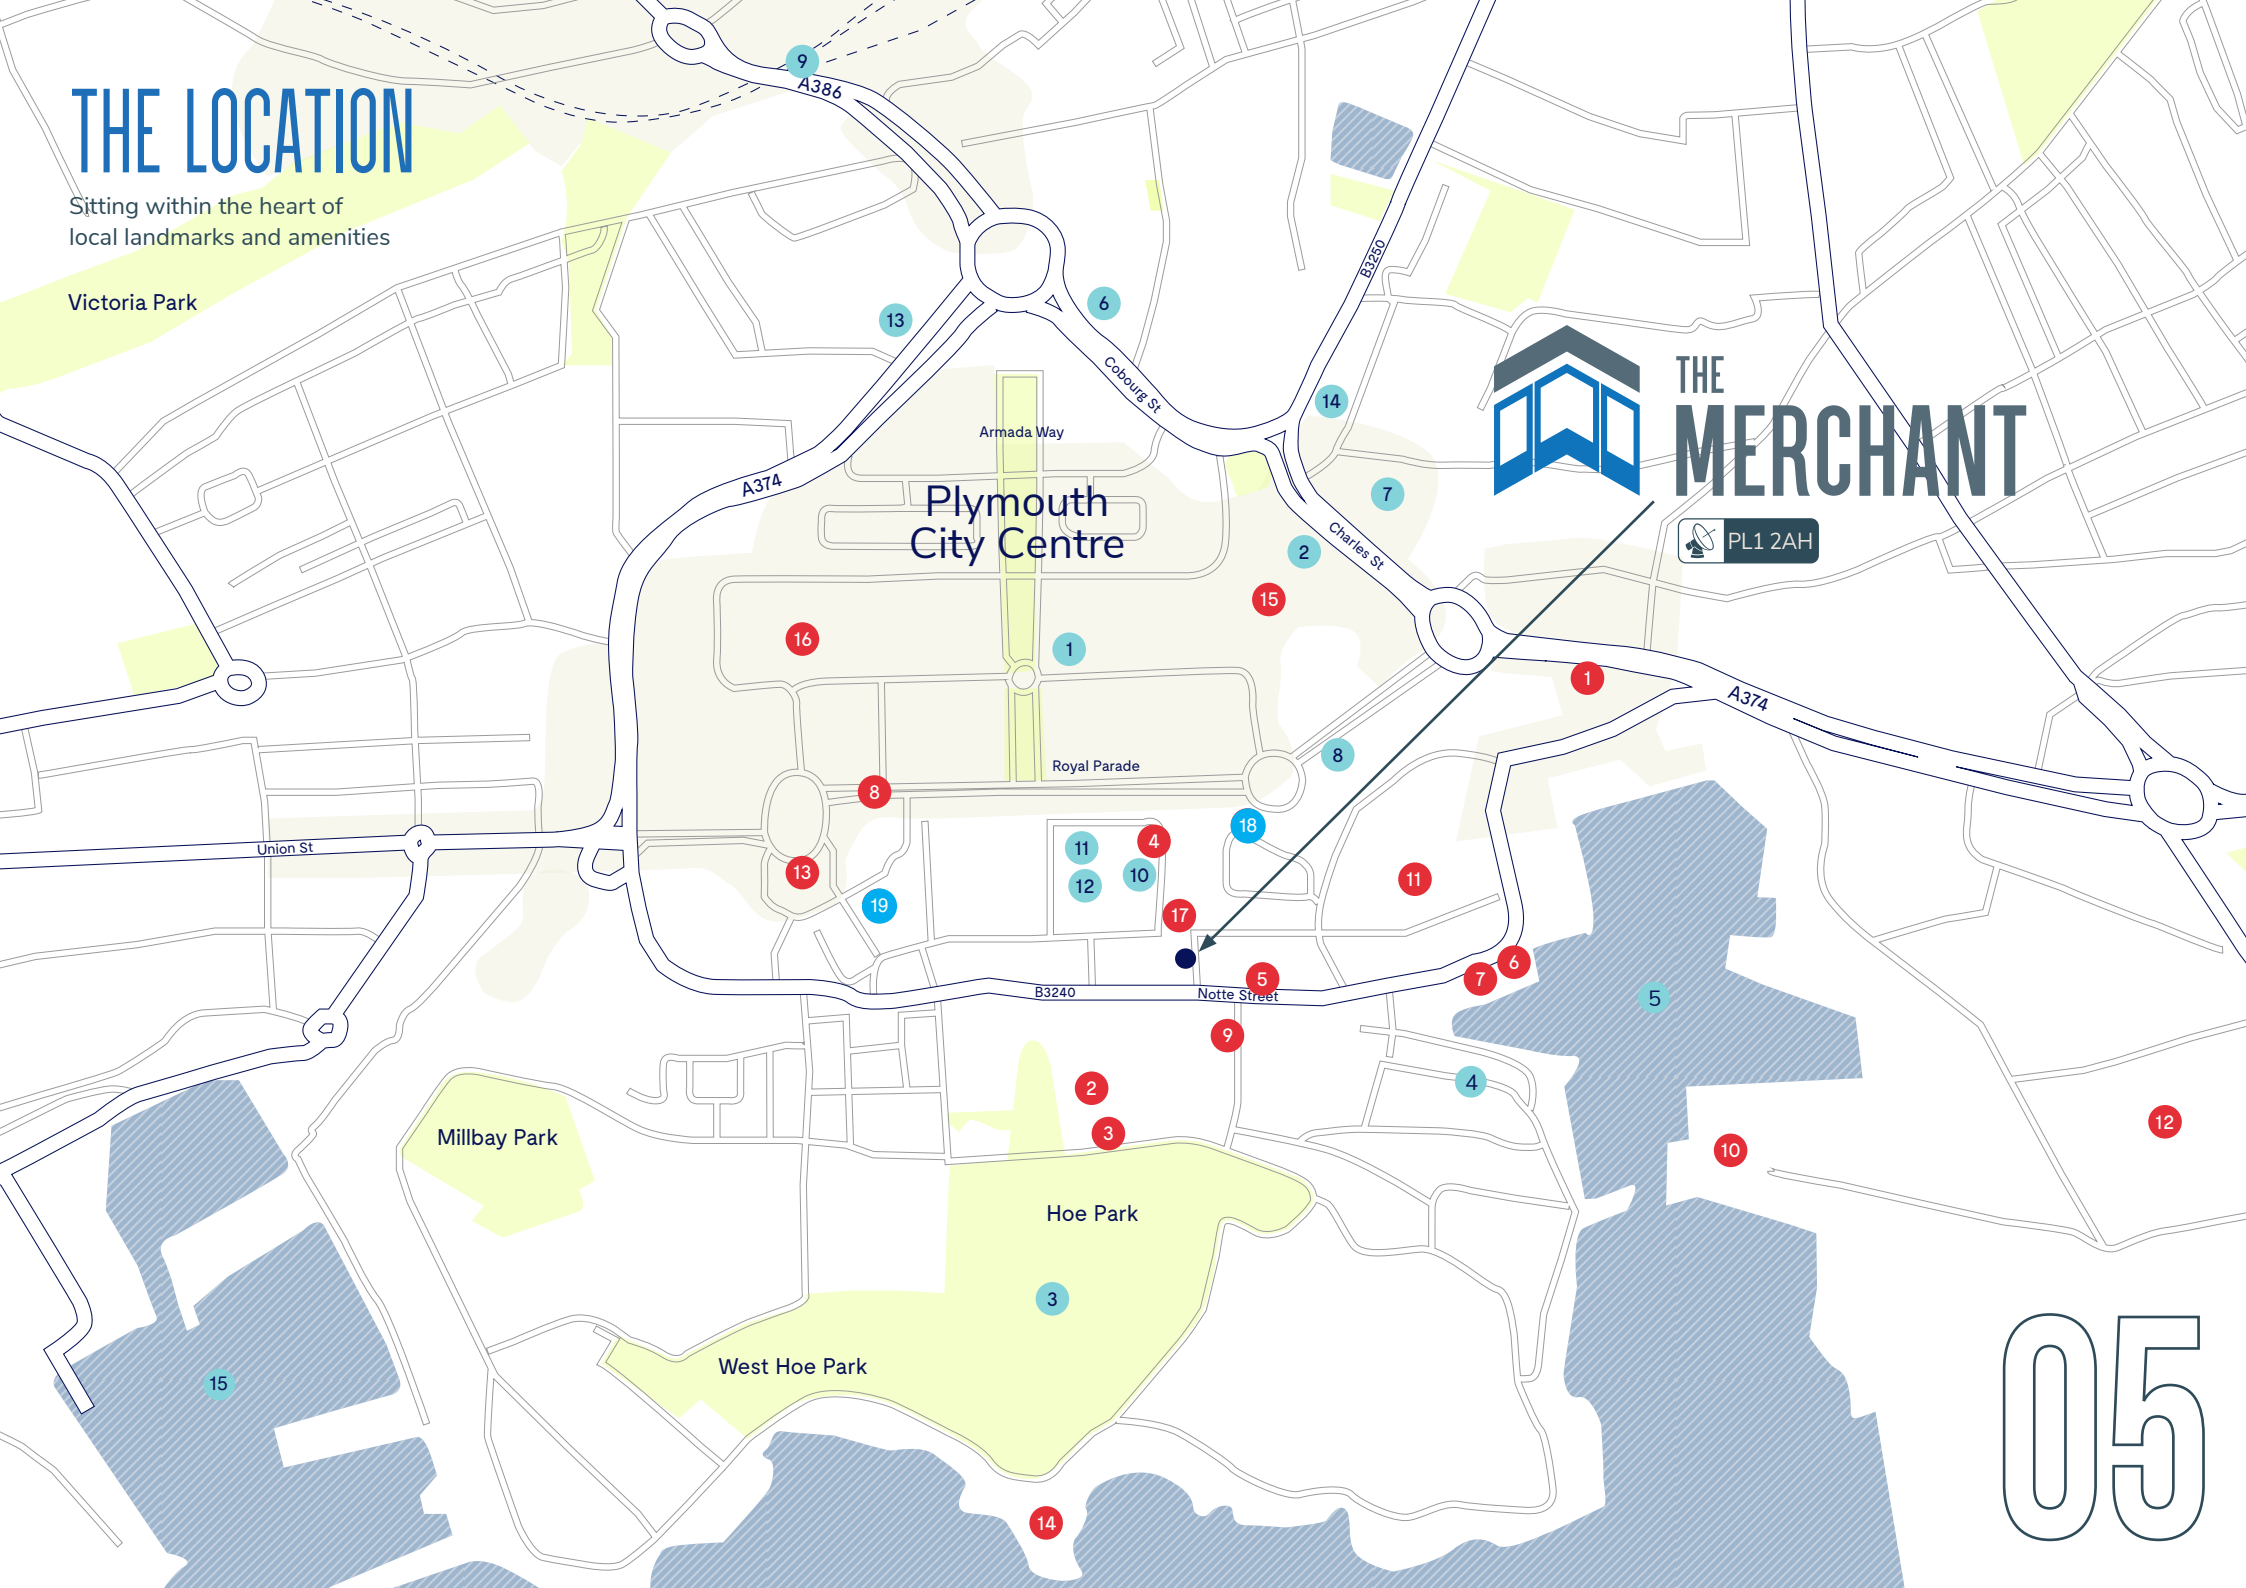 9
A386
THE LOCATION
Sitting within the heart of
local landmarks and amenities
Victoria Park
B3250
13
6
Cobourg St
14
THE
MERCHANT
PL1 2AH
Armada Way
A374
Plymouth
City Centre
7
2
Charles St
15
16
1
1
A374
Royal Parade
8
8
18
Union St
11
4
13
12
10
11
19
17
6
5
7
B3240
Notte Street
5
9
2
4
3
12
10
Millbay Park
Hoe Park
3
West Hoe Park
15
14
05